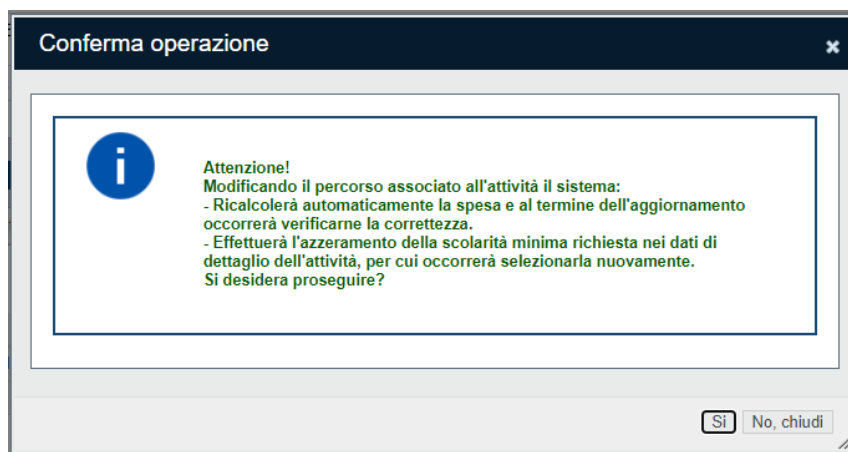 Conferma operazione
Attenzione!
Modificando il percorso associato all'attività il sistema:
- Ricalcolerà automaticamente la spesa e al termine dell'aggiornamento
occorrerà verificarne la correttezza.
- Effettuerà l'azzeramento della scolarità minima richiesta nei dati di
dettaglio dell'attività, per cui occorrerà selezionarla nuovamente.
Si desidera proseguire?
Si No, chiudi